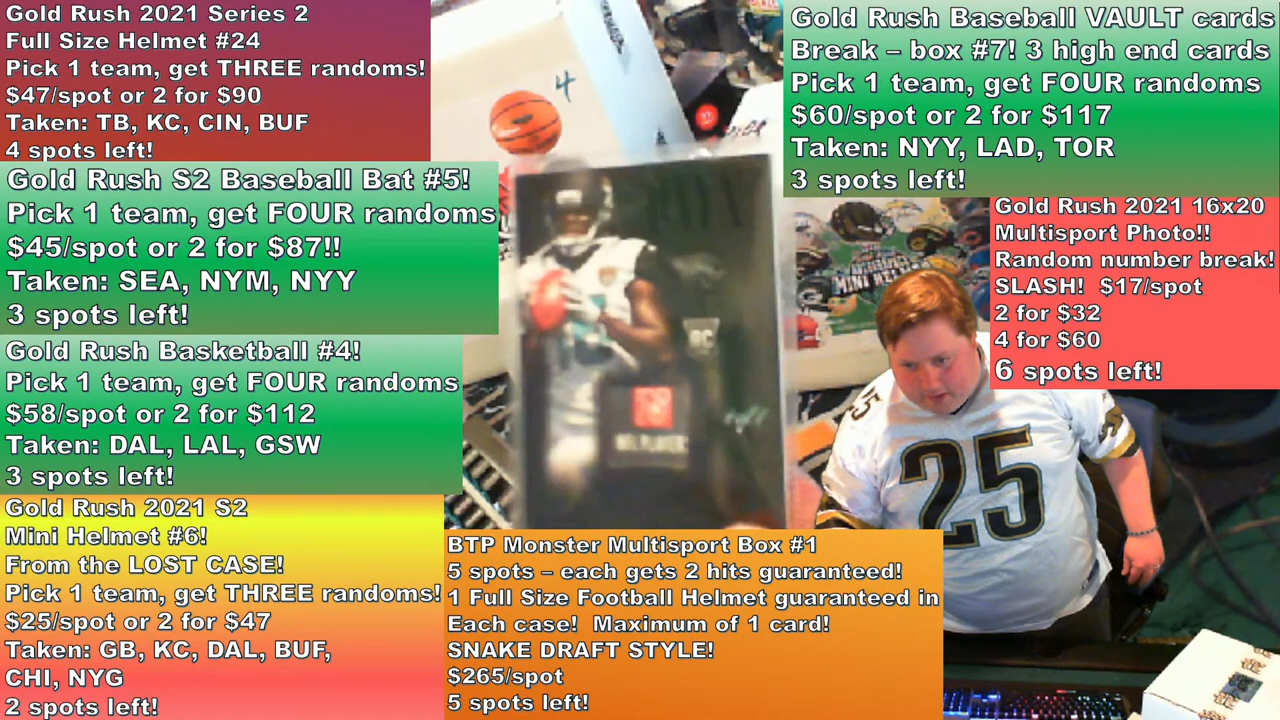 Gold Rush 2021 Series 2
Full Size Helmet #24
Pick 1 team, get THREE randoms!
$47/spot or 2 for $90
Taken: TB, KC, CIN, BUF
4 spots left!
Gold Rush S2 Baseball Bat #5!
Pick 1 team, get FOUR randoms
$45/spot or 2 for $87!!
Taken: SEA, NYM, NYY
3 spots left!
Gold Rush Basketball #4!
Pick 1 team, get FOUR randoms
$58/spot or 2 for $112
Taken: DAL, LAL, GSW
3 spots left!
Gold Rush 2021 S2
Mini Helmet #6!
From the LOST CASE!
Pick 1 team, get THREE randoms!
$25/spot or 2 for $47
Taken: GB, KC, DAL, BUF,
CHI, NYG
2 spots left!
4
RC
NFL PLAYERS
BTP Monster Multisport Box #1
5 spots – each gets 2 hits guaranteed!
1 Full Size Football Helmet guaranteed in
Each case!  Maximum of 1 card!
SNAKE DRAFT STYLE!
$265/spot
5 spots left!
Gold Rush Baseball VAULT cards
Break – box #7! 3 high end cards
Pick 1 team, get FOUR randoms
$60/spot or 2 for $117
Taken: NYY, LAD, TOR
3 spots left!
Gold Rush 2021 16x20
Multisport Photo!!
Random number break!
SLASH!  $17/spot
2 for $32
4 for $60
6 spots left!
MINI HELMET
25
25